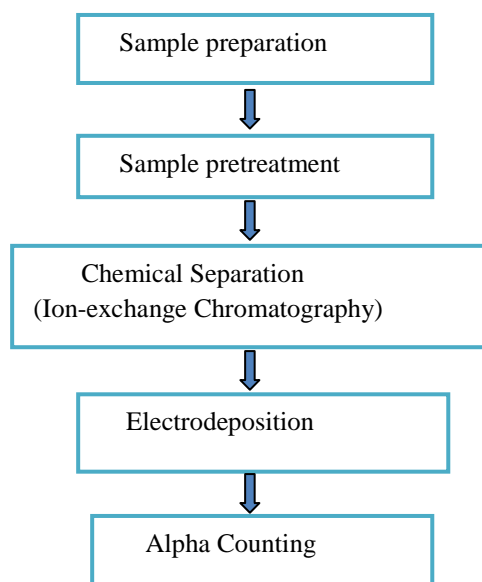 Sample preparation
Sample pretreatment
Chemical Separation
(Ion-exchange Chromatography)
Electrodeposition
Alpha Counting